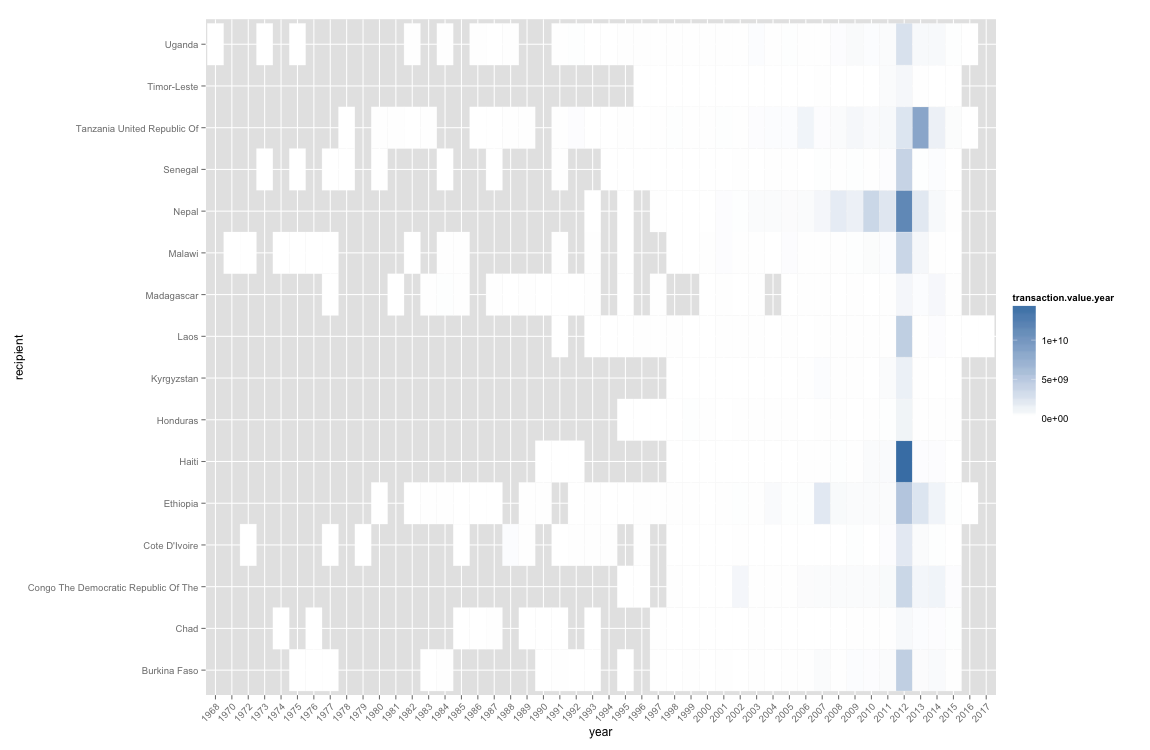 Uganda
Timor-Leste
Tanzania United Republic Of
Senegal
Nepal
Malawi
Madagascar
Laos
Kyrgyzstan
Honduras
Haiti
Ethiopia
Cote D'Ivoire
Congo The Democratic Republic Of The
Chad
Burkina Faso
recipient
1968 1970 1972 1973 1974 1975 1976 1977 1978 1979 1980 1981 1982 1983 1984 1985 1986 1987 1988 1989 1990 1991 1992 1993 1994 1995 1996 1997 1998 1999 2000 2001 2002 2003 2004 2005 2006 2007 2008 2009 2010 2011 2012 2013 2014 2015 2016 2017
year
transaction.value.year
1e+10
5e+09
0e+00